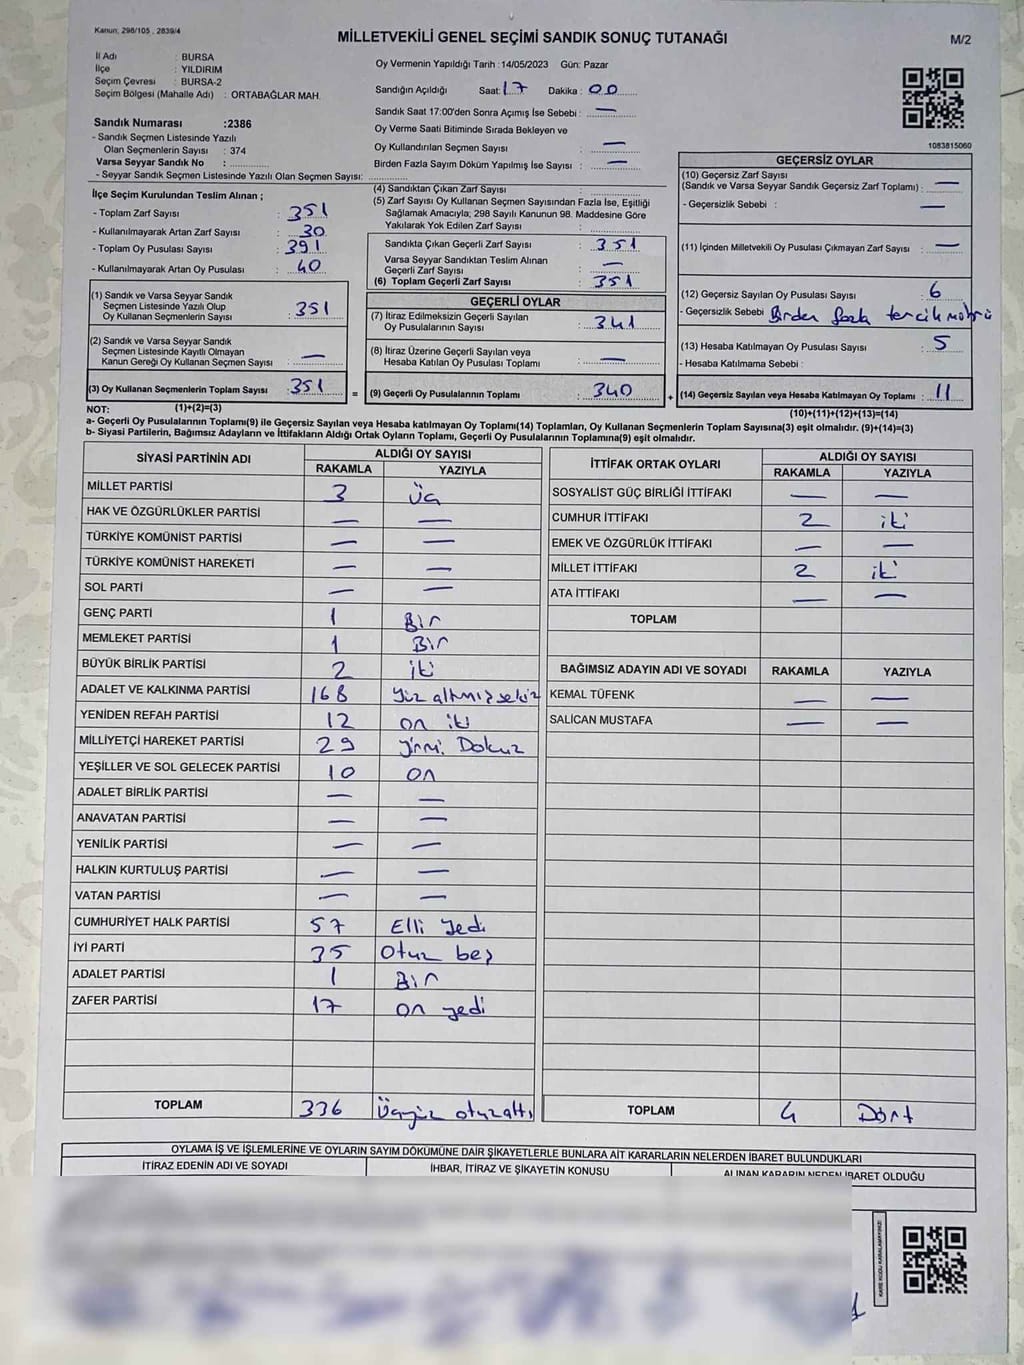 Kanun: 298/105 , 2839/4
MİLLETVEKİLİ GENEL SEÇİMİ SANDIK SONUÇ TUTANAĞI
M/2
İl Adı : BURSA
İlçe : YILDIRIM
Seçim Çevresi : BURSA-2
Seçim Bölgesi (Mahalle Adı) : ORTABAĞLAR MAH.
Oy Vermenin Yapıldığı Tarih :14/05/2023 Gün: Pazar
Sandığın Açıldığı Saat: 17 Dakika : 00
Sandık Saat 17:00'den Sonra Açımış İse Sebebi : —
Oy Verme Saati Bitiminde Sırada Bekleyen ve
Oy Kullandırılan Seçmen Sayısı : —
Birden Fazla Sayım Döküm Yapılmış İse Sayısı : —
1083815060
Sandık Numarası :2386
- Sandık Seçmen Listesinde Yazılı
Olan Seçmenlerin Sayısı : 374
Varsa Seyyar Sandık No :
- Seyyar Sandık Seçmen Listesinde Yazılı Olan Seçmen Sayısı:
İlçe Seçim Kurulundan Teslim Alınan ;
- Toplam Zarf Sayısı : 351
- Kullanılmayarak Artan Zarf Sayısı : 30
- Toplam Oy Pusulası Sayısı : 391
- Kullanılmayarak Artan Oy Pusulası : 40
(1) Sandık ve Varsa Seyyar Sandık
Seçmen Listesinde Yazılı Olup
Oy Kullanan Seçmenlerin Sayısı : 351
(2) Sandık ve Varsa Seyyar Sandık
Seçmen Listesinde Kayıtlı Olmayan
Kanun Gereği Oy Kullanan Seçmen Sayısı : —
(3) Oy Kullanan Seçmenlerin Toplam Sayısı : 351
(4) Sandıktan Çıkan Zarf Sayısı :
(5) Zarf Sayısı Oy Kullanan Seçmen Sayısından Fazla İse, Eşitliği
Sağlamak Amacıyla; 298 Sayılı Kanunun 98. Maddesine Göre
Yakılarak Yok Edilen Zarf Sayısı :
Sandıkta Çıkan Geçerli Zarf Sayısı : 351
Varsa Seyyar Sandıktan Teslim Alınan
Geçerli Zarf Sayısı : —
(6) Toplam Geçerli Zarf Sayısı : 351
GEÇERLİ OYLAR
(7) İtiraz Edilmeksizin Geçerli Sayılan
Oy Pusulalarının Sayısı : 341
(8) İtiraz Üzerine Geçerli Sayılan veya
Hesaba Katılan Oy Pusulası Toplamı : —
= (9) Geçerli Oy Pusulalarının Toplamı : 340
GEÇERSİZ OYLAR
(10) Geçersiz Zarf Sayısı
(Sandık ve Varsa Seyyar Sandık Geçersiz Zarf Toplamı) : —
- Geçersizlik Sebebi : —
(11) İçinden Milletvekili Oy Pusulası Çıkmayan Zarf Sayısı : —
(12) Geçersiz Sayılan Oy Pusulası Sayısı : 6
- Geçersizlik Sebebi : Birden fazla tercih mührü
(13) Hesaba Katılmayan Oy Pusulası Sayısı : 5
- Hesaba Katılmama Sebebi :
+ (14) Geçersiz Sayılan veya Hesaba Katılmayan Oy Toplamı : 11
NOT: (1)+(2)=(3)
(10)+(11)+(12)+(13)=(14)
a- Geçerli Oy Pusulalarının Toplamı(9) ile Geçersiz Sayılan veya Hesaba katılmayan Oy Toplamı(14) Toplamları, Oy Kullanan Seçmenlerin Toplam Sayısına(3) eşit olmalıdır. (9)+(14)=(3)
b- Siyasi Partilerin, Bağımsız Adayların ve İttifakların Aldığı Ortak Oyların Toplamı, Geçerli Oy Pusulalarının Toplamına(9) eşit olmalıdır.
SİYASİ PARTİNİN ADI ALDIĞI OY SAYISI
RAKAMLA YAZIYLA
MİLLET PARTİSİ 3 Üç
HAK VE ÖZGÜRLÜKLER PARTİSİ — —
TÜRKİYE KOMÜNİST PARTİSİ — —
TÜRKİYE KOMÜNİST HAREKETİ — —
SOL PARTİ — —
GENÇ PARTİ 1 Bir
MEMLEKET PARTİSİ 1 Bir
BÜYÜK BİRLİK PARTİSİ 2 iki
ADALET VE KALKINMA PARTİSİ 168 yüz altmış sekiz
YENİDEN REFAH PARTİSİ 12 on iki
MİLLİYETÇİ HAREKET PARTİSİ 29 yirmi Dokuz
YEŞİLLER VE SOL GELECEK PARTİSİ 10 on
ADALET BİRLİK PARTİSİ — —
ANAVATAN PARTİSİ — —
YENİLİK PARTİSİ — —
HALKIN KURTULUŞ PARTİSİ — —
VATAN PARTİSİ — —
CUMHURİYET HALK PARTİSİ 57 Elli yedi
İYİ PARTİ 35 Otuz beş
ADALET PARTİSİ 1 Bir
ZAFER PARTİSİ 17 on yedi
TOPLAM 336 Üçyüz otuzaltı
İTTİFAK ORTAK OYLARI ALDIĞI OY SAYISI
RAKAMLA YAZIYLA
SOSYALİST GÜÇ BİRLİĞİ İTTİFAKI — —
CUMHUR İTTİFAKI 2 iki
EMEK VE ÖZGÜRLÜK İTTİFAKI — —
MİLLET İTTİFAKI 2 iki
ATA İTTİFAKI — —
TOPLAM
BAĞIMSIZ ADAYIN ADI VE SOYADI RAKAMLA YAZIYLA
KEMAL TÜFENK — —
SALİCAN MUSTAFA — —
TOPLAM 4 Dört
OYLAMA İŞ VE İŞLEMLERİNE VE OYLARIN SAYIM DÖKÜMÜNE DAİR ŞİKAYETLERLE BUNLARA AİT KARARLARIN NELERDEN İBARET BULUNDUKLARI
İTİRAZ EDENİN ADI VE SOYADI İHBAR, İTİRAZ VE ŞİKAYETİN KONUSU ALINAN KARARIN NEDEN İBARET OLDUĞU
KARE KODU KARALAMAYINIZ!